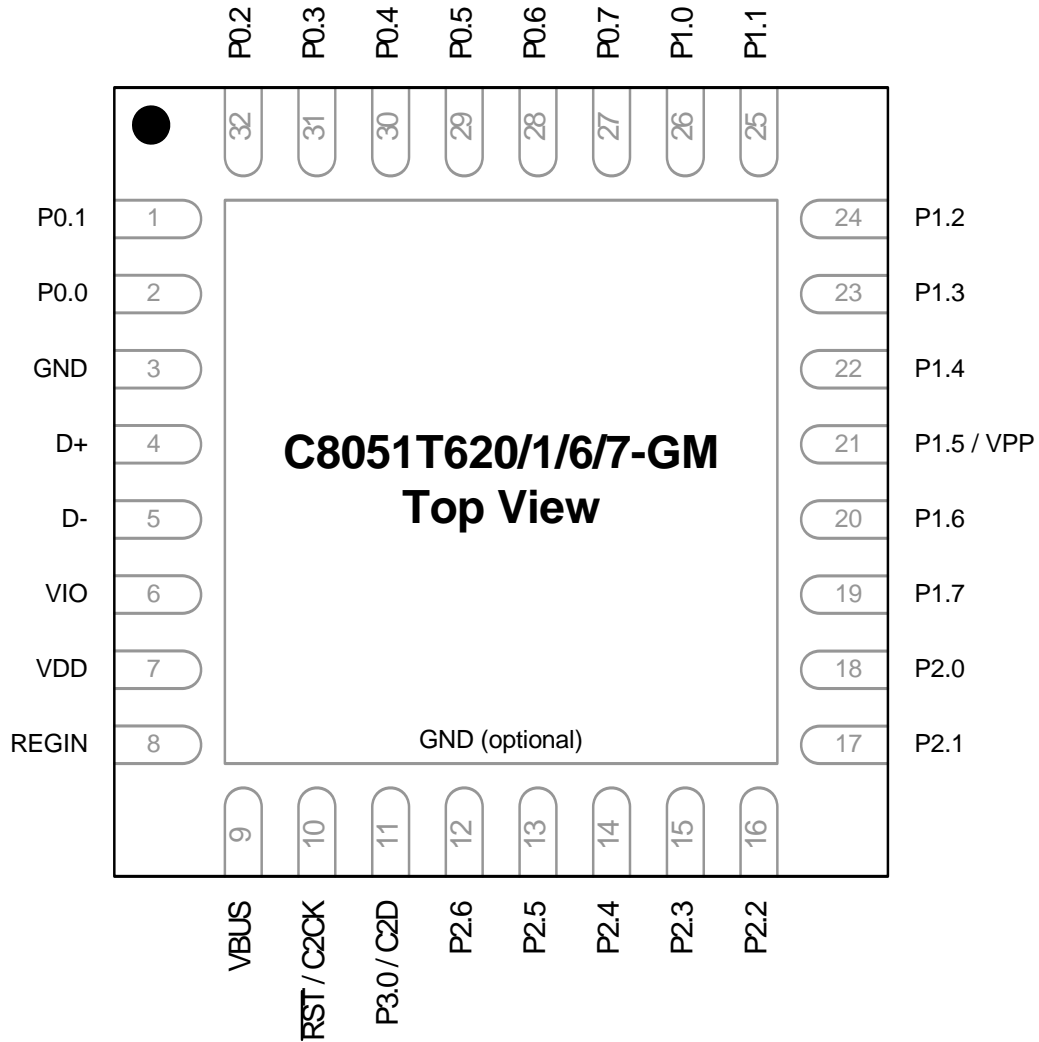 P0.2
P0.3
P0.4
P0.5
P0.6
P0.7
P1.0
P1.1
32
31
30
29
28
27
26
25
P0.1 1
P0.0 2
GND 3
D+ 4
D- 5
VIO 6
VDD 7
REGIN 8
C8051T620/1/6/7-GM
Top View
GND (optional)
24 P1.2
23 P1.3
22 P1.4
21 P1.5 / VPP
20 P1.6
19 P1.7
18 P2.0
17 P2.1
9
10
11
12
13
14
15
16
VBUS
RST / C2CK
P3.0 / C2D
P2.6
P2.5
P2.4
P2.3
P2.2